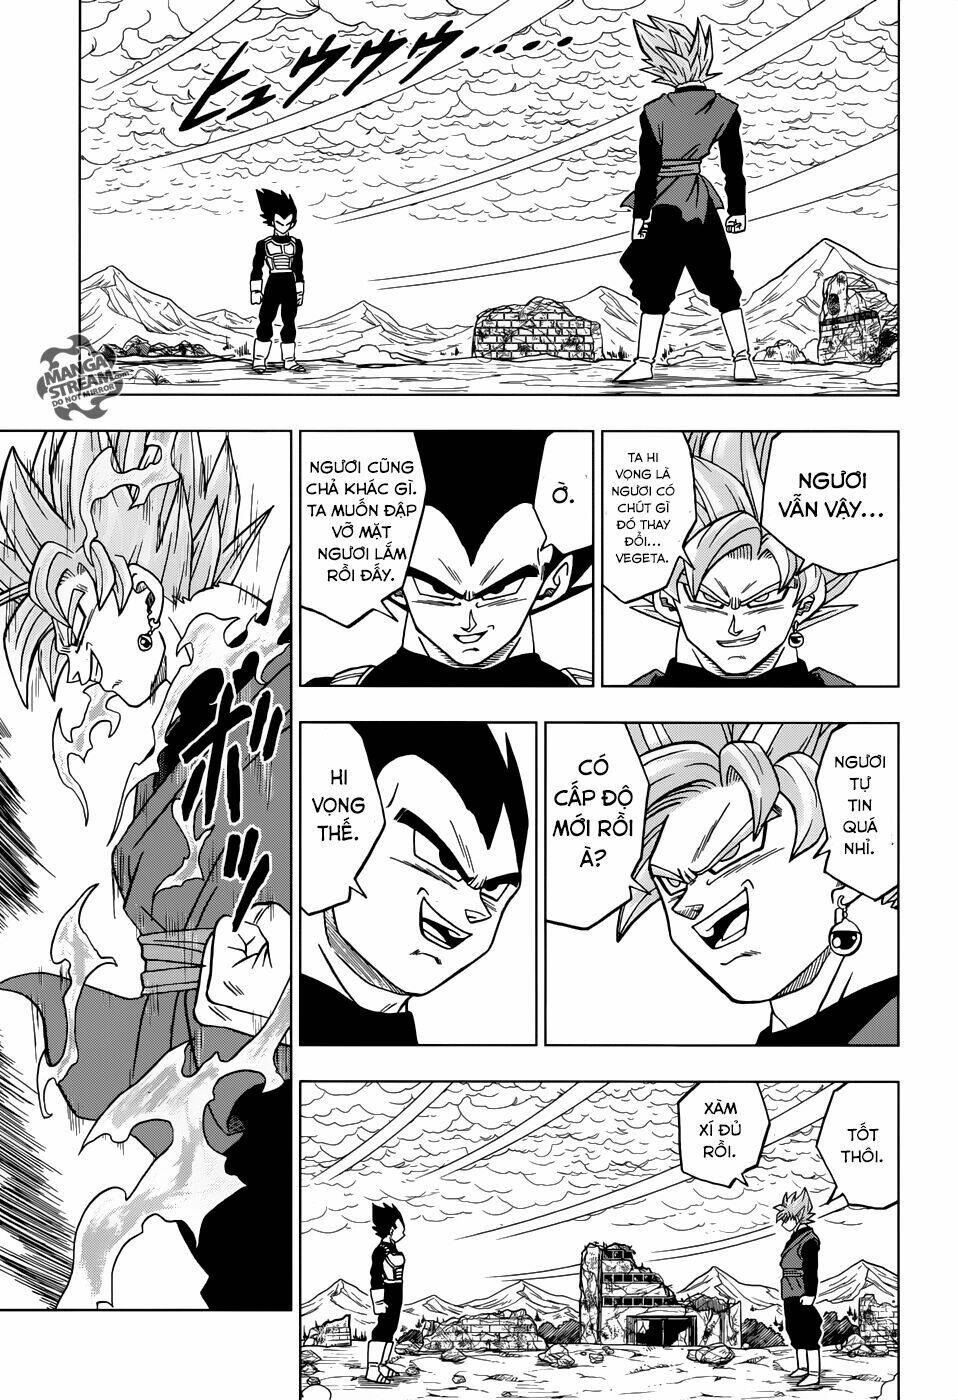 ヒュウウウ・・・・
MANGA
STREAM.com
DO NOT MIRROR!
NGƯƠI
VẪN VẬY...
TA HI
VỌNG LÀ
NGƯƠI CÓ
CHÚT GÌ
ĐÓ THAY
ĐỔI...
VEGETA.
Ờ.
NGƯƠI CŨNG
CHẢ KHÁC GÌ.
TA MUỐN ĐẬP
VỠ MẶT
NGƯƠI LẮM
RỒI ĐẤY.
NGƯƠI
TỰ
TIN
QUÁ
NHỈ.
CÓ
CẤP ĐỘ
MỚI RỒI
À?
HI
VỌNG
THẾ.
TỐT
THÔI.
XÀM
XÍ ĐỦ
RỒI.
ボッ